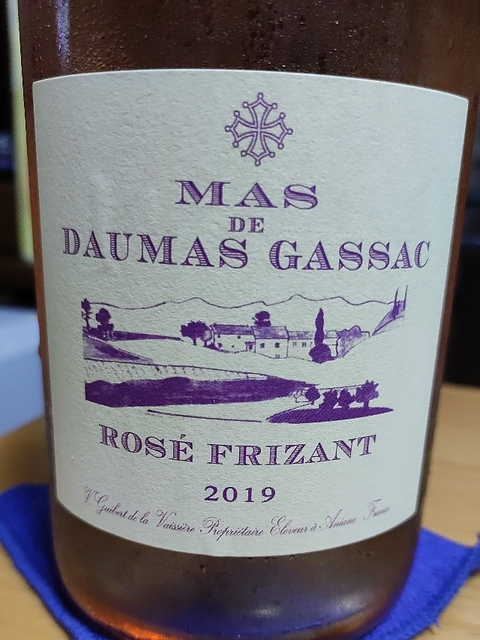 MAS
DE
DAUMAS GASSAC
ROSÉ FRIZANT
2019
V. Guibert de la Vaissière Propriétaire Eleveur à Aniane France